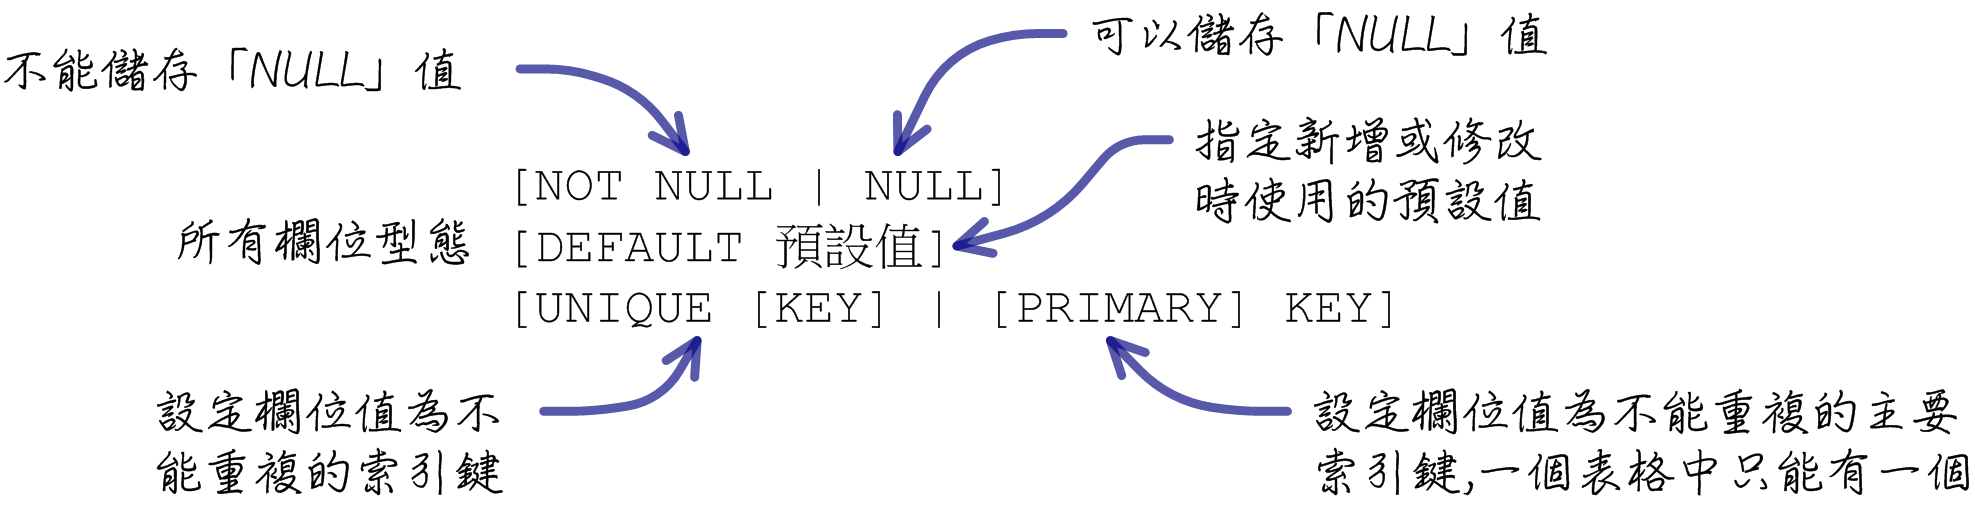 可以儲存「NULL」值
不能儲存「NULL」值
指定新增或修改
時使用的預設值
[NOT NULL | NULL]
所有欄位型態 [DEFAULT 預設值]
[UNIQUE [KEY] | [PRIMARY] KEY]
設定欄位值為不
能重複的索引鍵
設定欄位值為不能重複的主要
索引鍵,一個表格中只能有一個